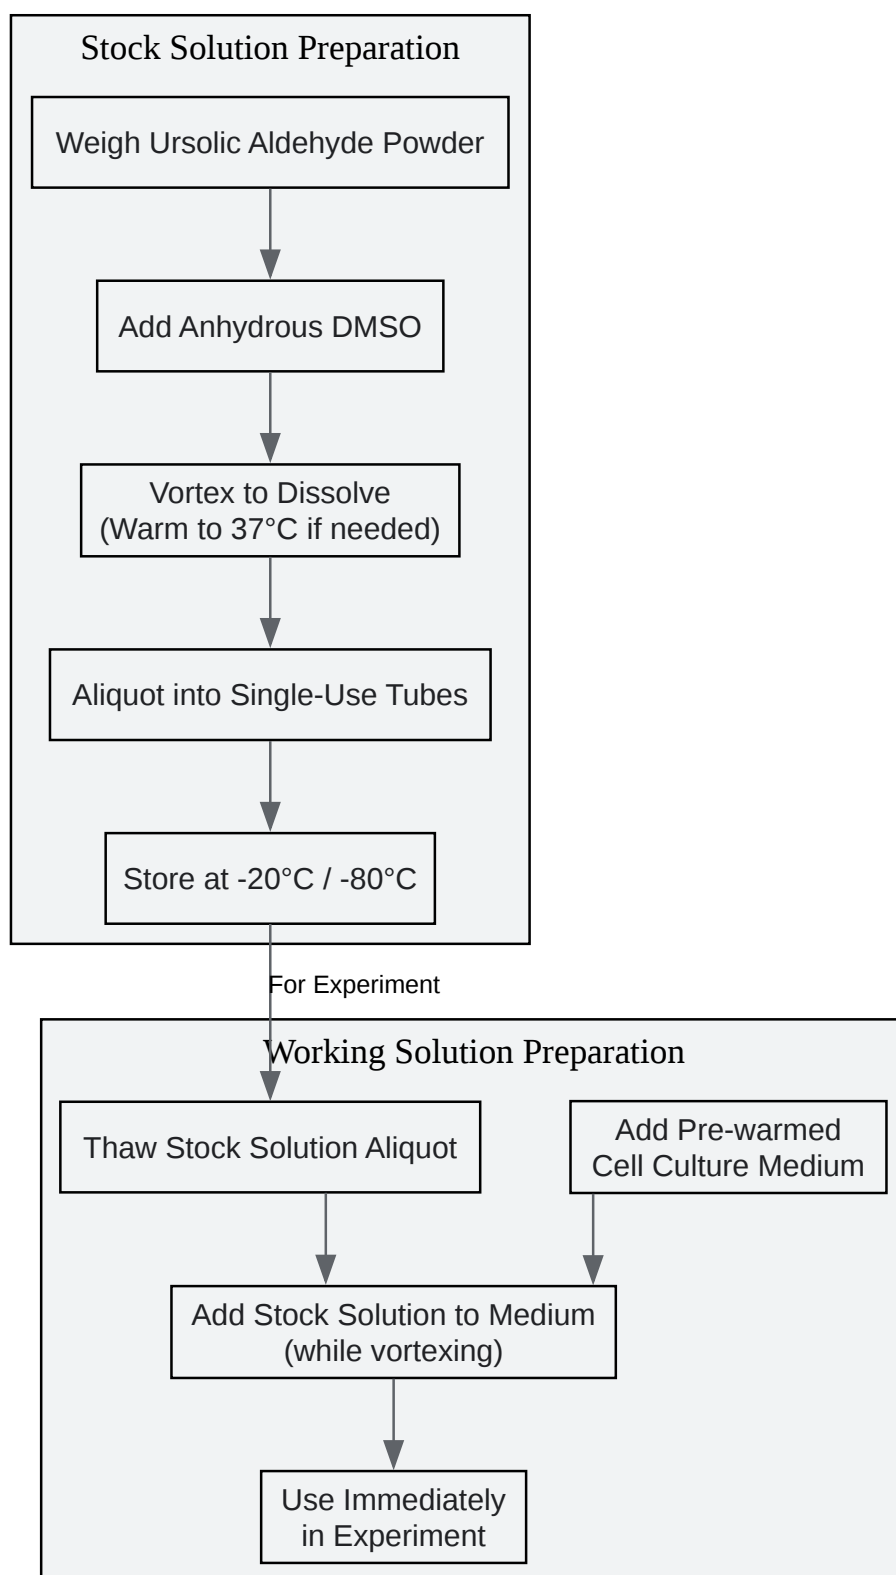 Stock Solution Preparation
Weigh Ursolic Aldehyde Powder
Add Anhydrous DMSO
Vortex to Dissolve
(Warm to 37°C if needed)
Aliquot into Single-Use Tubes
Store at -20°C / -80°C
For Experiment
Working Solution Preparation
Thaw Stock Solution Aliquot
Add Pre-warmed
Cell Culture Medium
Add Stock Solution to Medium
(while vortexing)
Use Immediately
in Experiment